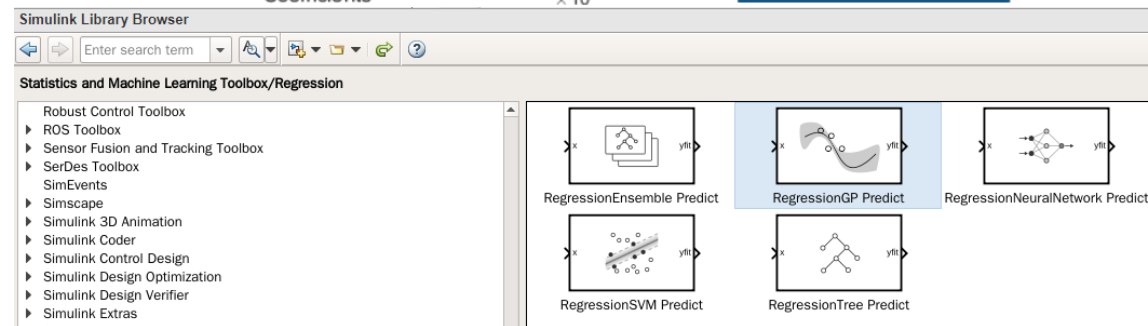 Simulink Library Browser
Enter search term
Statistics and Machine Learning Toolbox/Regression
Robust Control Toolbox
ROS Toolbox
Sensor Fusion and Tracking Toolbox
SerDes Toolbox
SimEvents
Simscape
Simulink 3D Animation
Simulink Coder
Simulink Control Design
Simulink Design Optimization
Simulink Design Verifier
Simulink Extras
x yfit x yfit x yfit
RegressionEnsemble Predict RegressionGP Predict RegressionNeuralNetwork Predict
x yfit x yfit
RegressionSVM Predict RegressionTree Predict